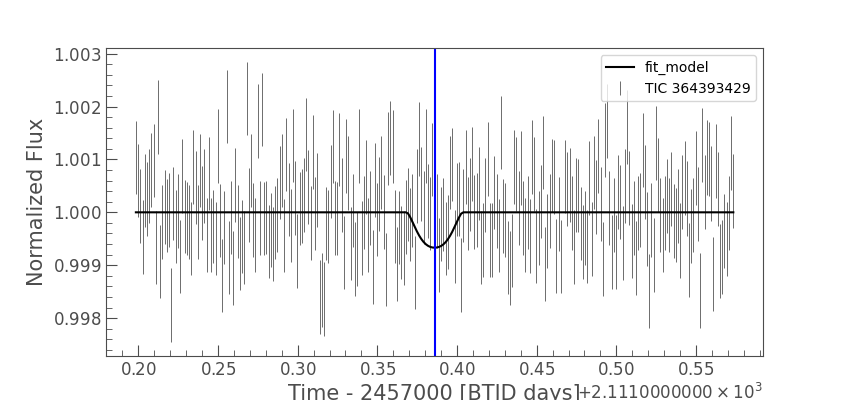 1.003
1.002
1.001
1.000
0.999
0.998
Normalized Flux
fit_model
TIC 364393429
0.20 0.25 0.30 0.35 0.40 0.45 0.50 0.55
Time - 2457000 [BTJD days]
+2.1110000000 × 10³